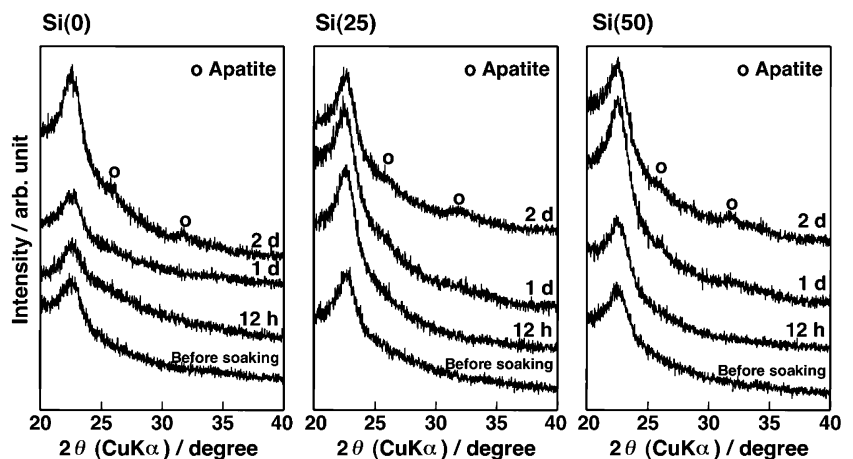 Si(0)
Si(25)
Si(50)
Intensity / arb. unit
o Apatite
o
o
2 d
1 d
12 h
Before soaking
20 25 30 35 40
2θ (CuKα) / degree
o Apatite
o
o
2 d
1 d
12 h
Before soaking
20 25 30 35 40
2θ (CuKα) / degree
o Apatite
o
o
2 d
1 d
12 h
Before soaking
20 25 30 35 40
2θ (CuKα) / degree